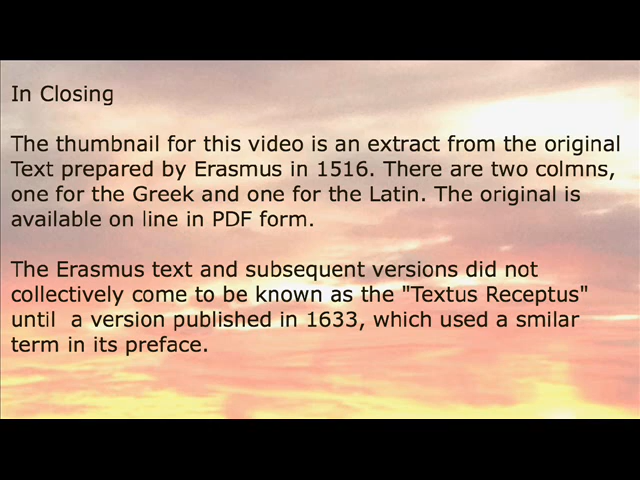 In Closing
The thumbnail for this video is an extract from the original
Text prepared by Erasmus in 1516. There are two colmns,
one for the Greek and one for the Latin. The original is
available on line in PDF form.
The Erasmus text and subsequent versions did not
collectively come to be known as the "Textus Receptus"
until  a version published in 1633, which used a smilar
term in its preface.